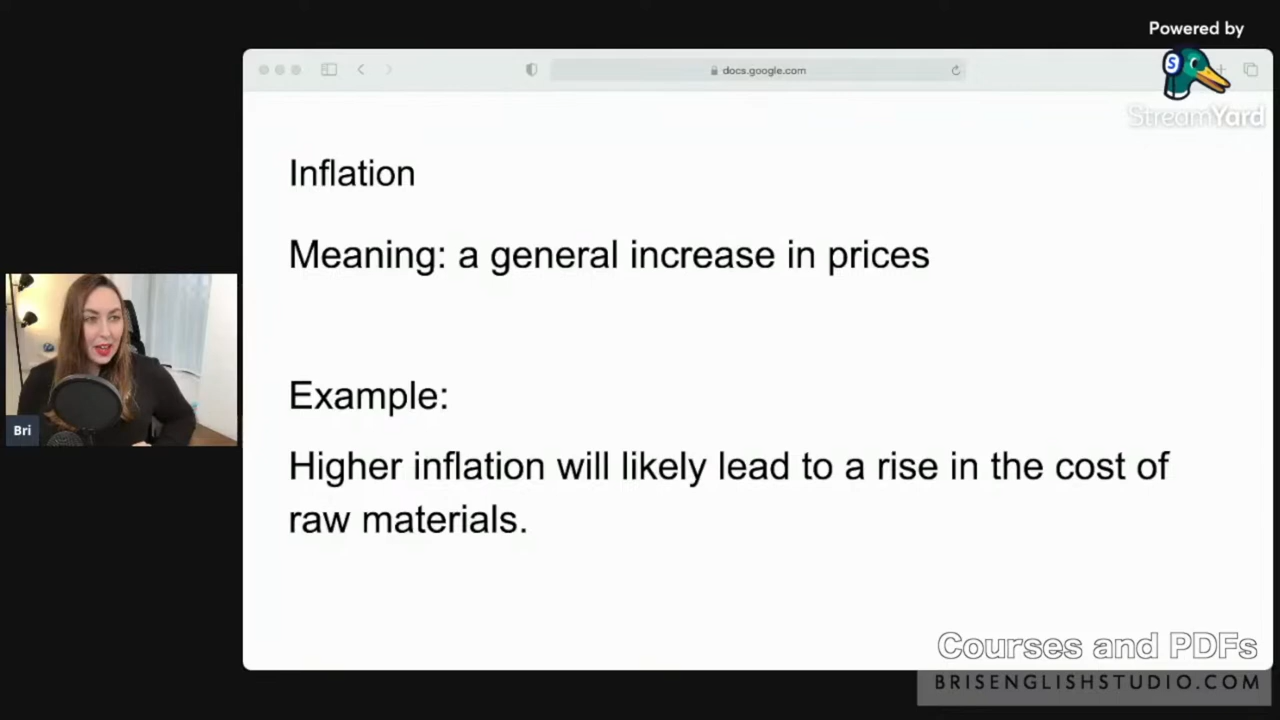 Powered by
S
StreamYard
docs.google.com
Inflation
Meaning: a general increase in prices
Example:
Higher inflation will likely lead to a rise in the cost of
raw materials.
Bri
Courses and PDFs
BRISENGLISHSTUDIO.COM